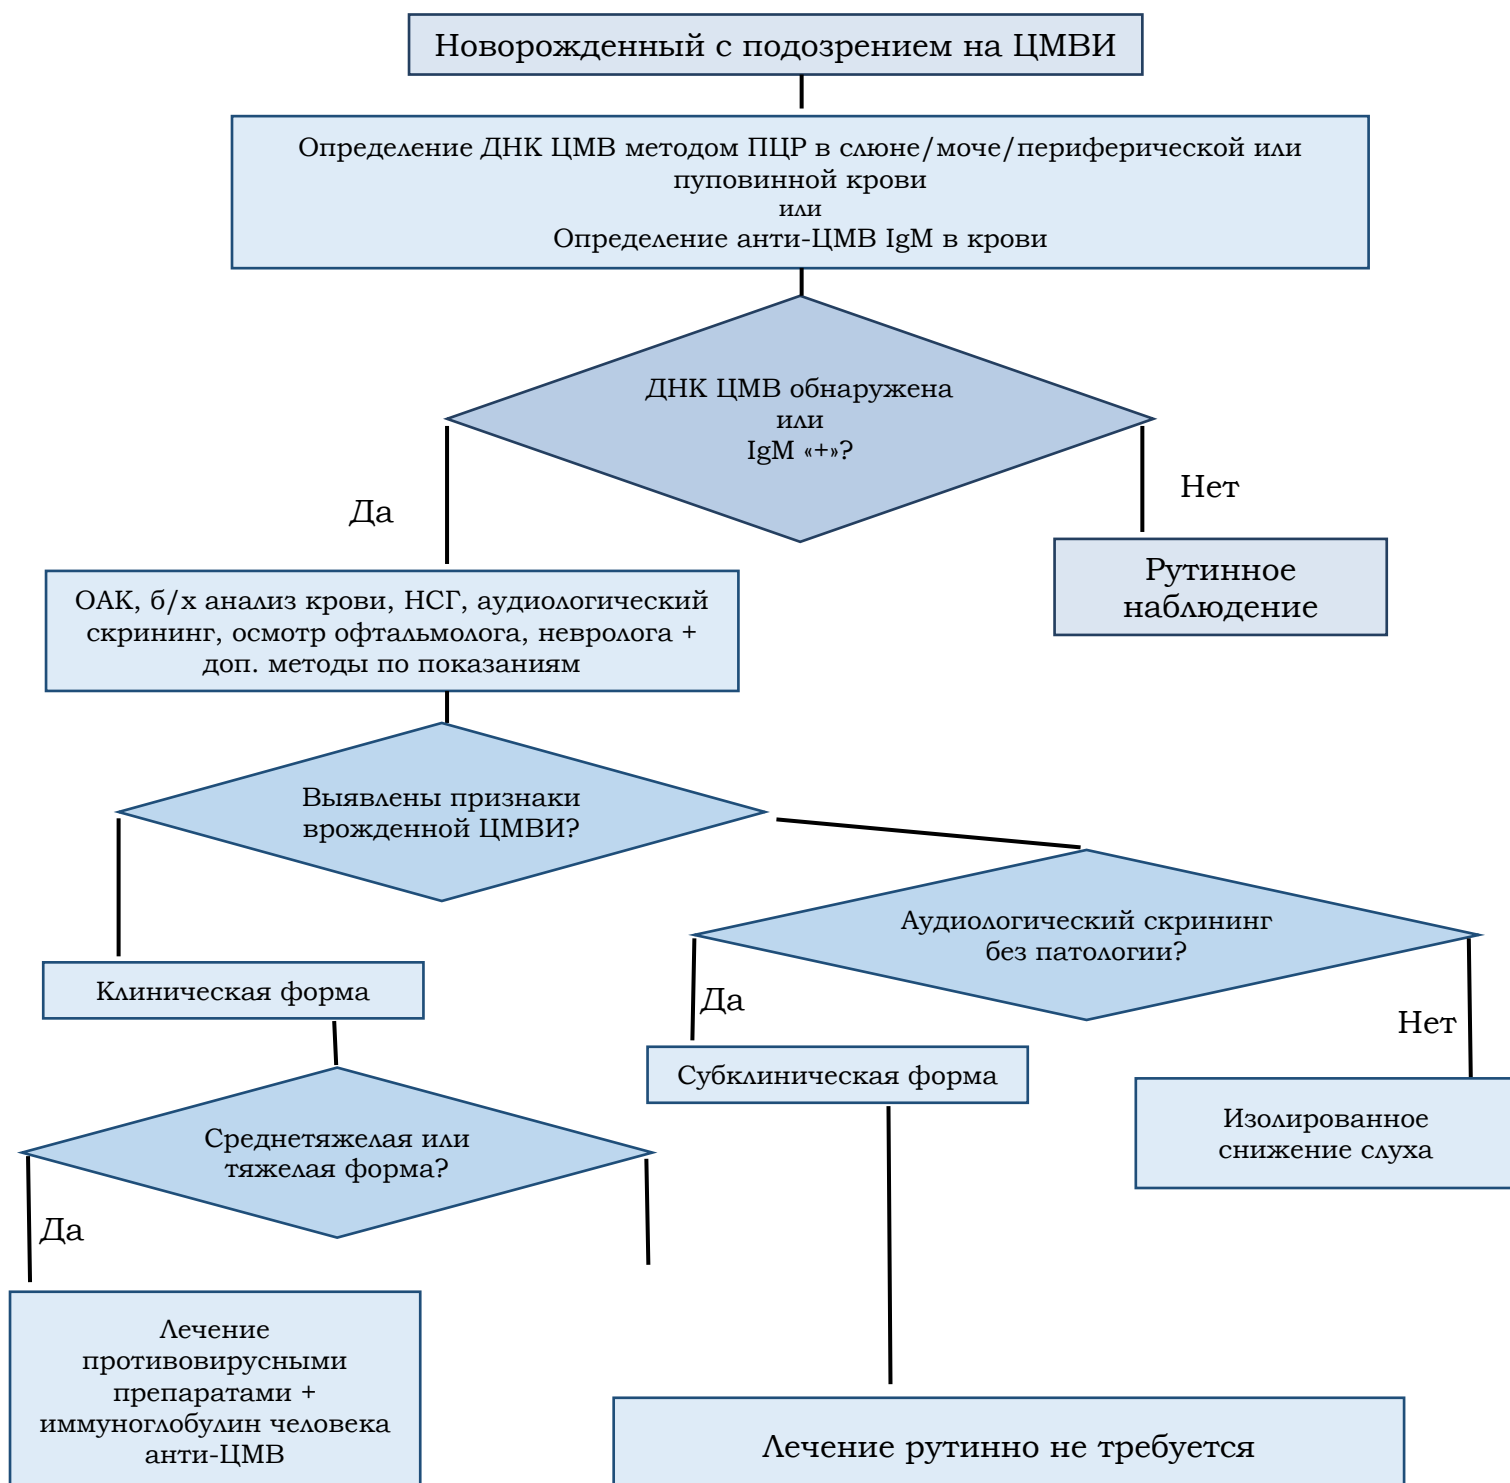 Новорожденный с подозрением на ЦМВИ
Определение ДНК ЦМВ методом ПЦР в слюне/моче/периферической или
пуповинной крови
или
Определение анти-ЦМВ IgM в крови
ДНК ЦМВ обнаружена
или
IgM «+»?
Да
Нет
Рутинное
наблюдение
ОАК, б/х анализ крови, НСГ, аудиологический
скрининг, осмотр офтальмолога, невролога +
доп. методы по показаниям
Выявлены признаки
врожденной ЦМВИ?
Аудиологический скрининг
без патологии?
Клиническая форма
Да
Нет
Субклиническая форма
Изолированное
снижение слуха
Среднетяжелая или
тяжелая форма?
Да
Лечение
противовирусными
препаратами +
иммуноглобулин человека
анти-ЦМВ
Лечение рутинно не требуется